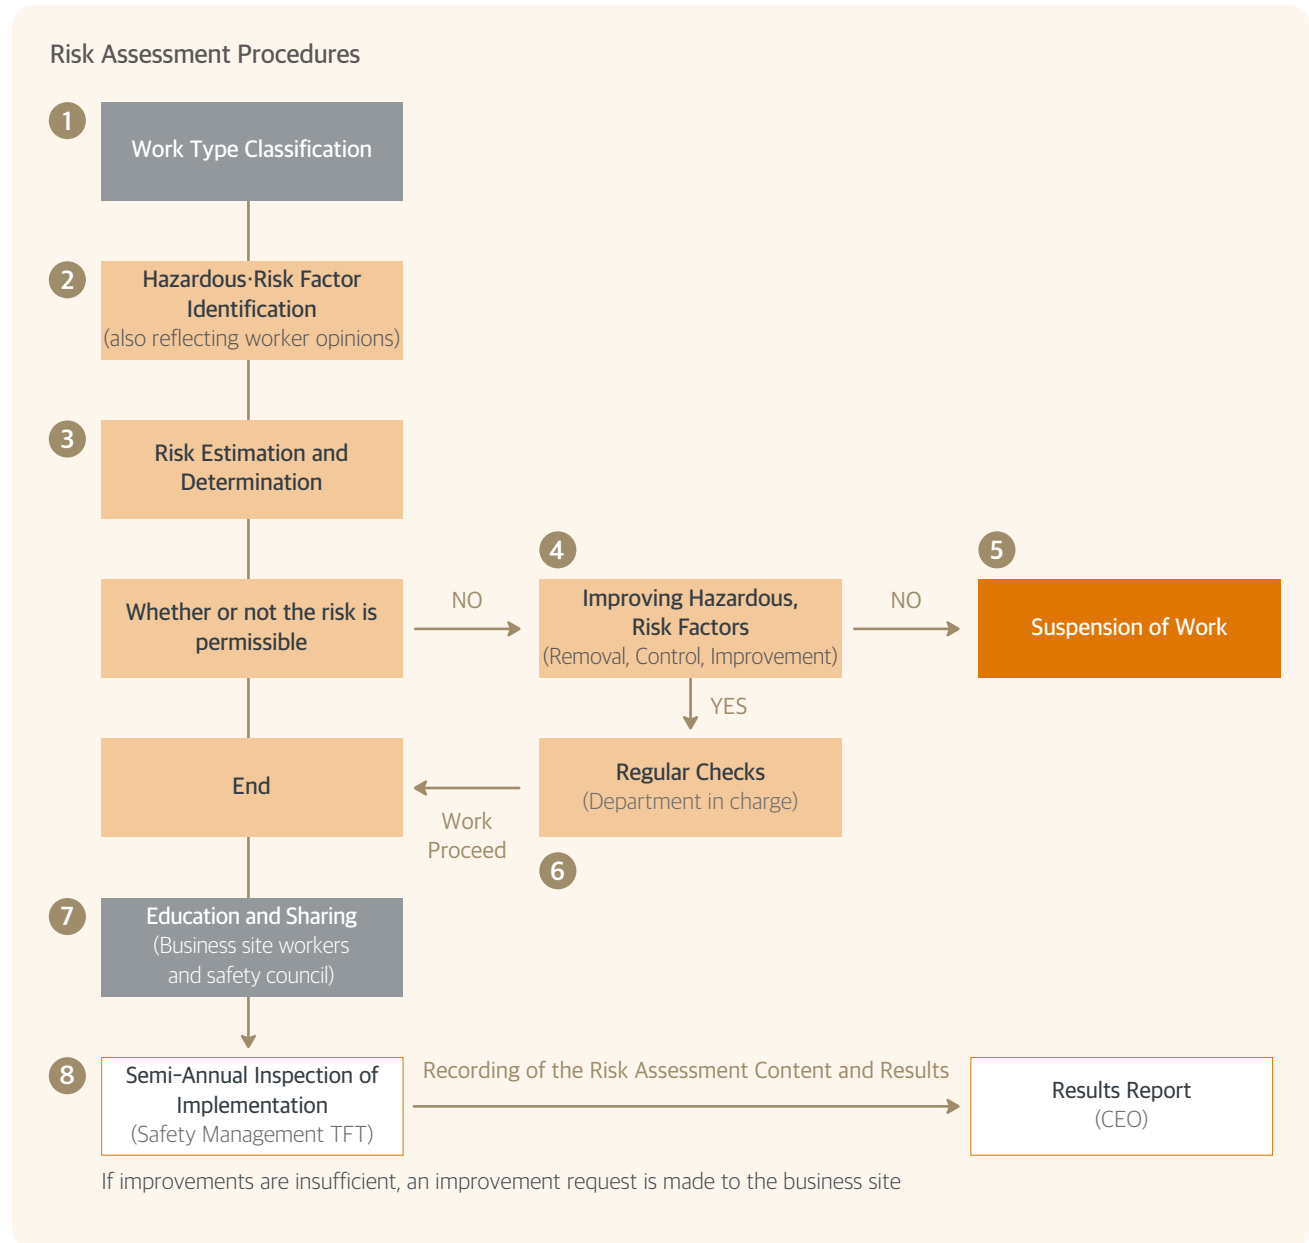 Risk Assessment Procedures
1
Work Type Classification
2
Hazardous·Risk Factor
Identification
(also reflecting worker opinions)
3
Risk Estimation and
Determination
Whether or not the risk is
permissible
NO
4
Improving Hazardous,
Risk Factors
(Removal, Control, Improvement)
NO
5
Suspension of Work
YES
Regular Checks
(Department in charge)
6
Work
Proceed
End
7
Education and Sharing
(Business site workers
and safety council)
8
Semi-Annual Inspection of
Implementation
(Safety Management TFT)
Recording of the Risk Assessment Content and Results
Results Report
(CEO)
If improvements are insufficient, an improvement request is made to the business site